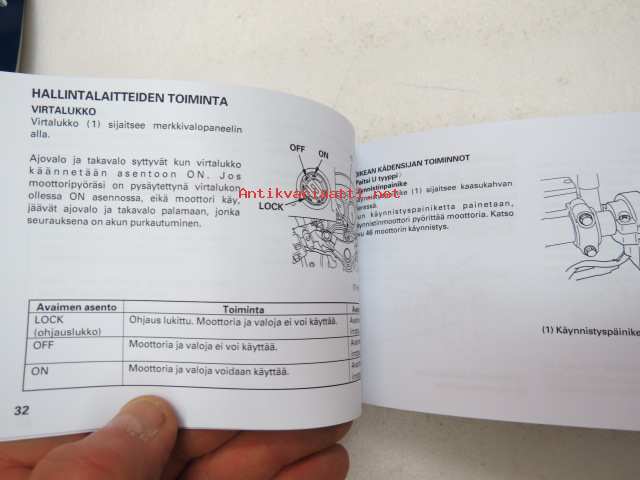 HALLINTALAITTEIDEN TOIMINTA
VIRTALUKKO
Virtalukko (1) sijaitsee merkkivalopaneelin
alla.
Ajovalo ja takavalo syttyvät kun virtalukko
käännetään asentoon ON. Jos
moottoripyöräsi on pysäytettynä virtalukon
ollessa ON asennossa, eikä moottori käy,
jäävät ajovalo ja takavalo palamaan, jonka
seurauksena on akun purkautuminen.
OFF ON
LOCK
Avaimen asento Toiminta
LOCK Ohjaus lukittu. Moottoria ja valoja ei voi käyttää.
(ohjauslukko)
OFF Moottoria ja valoja ei voi käyttää.
ON Moottoria ja valoja voidaan käyttää.
32
Antikvariaatti.net
KÄDENSIJAN TOIMINNOT
U tyyppi
(1) sijaitsee kaasukahvan
käynnistyspainiketta painetaan,
moottoria. Katso
46 moottorin käynnistys.
(1) Käynnistyspainike